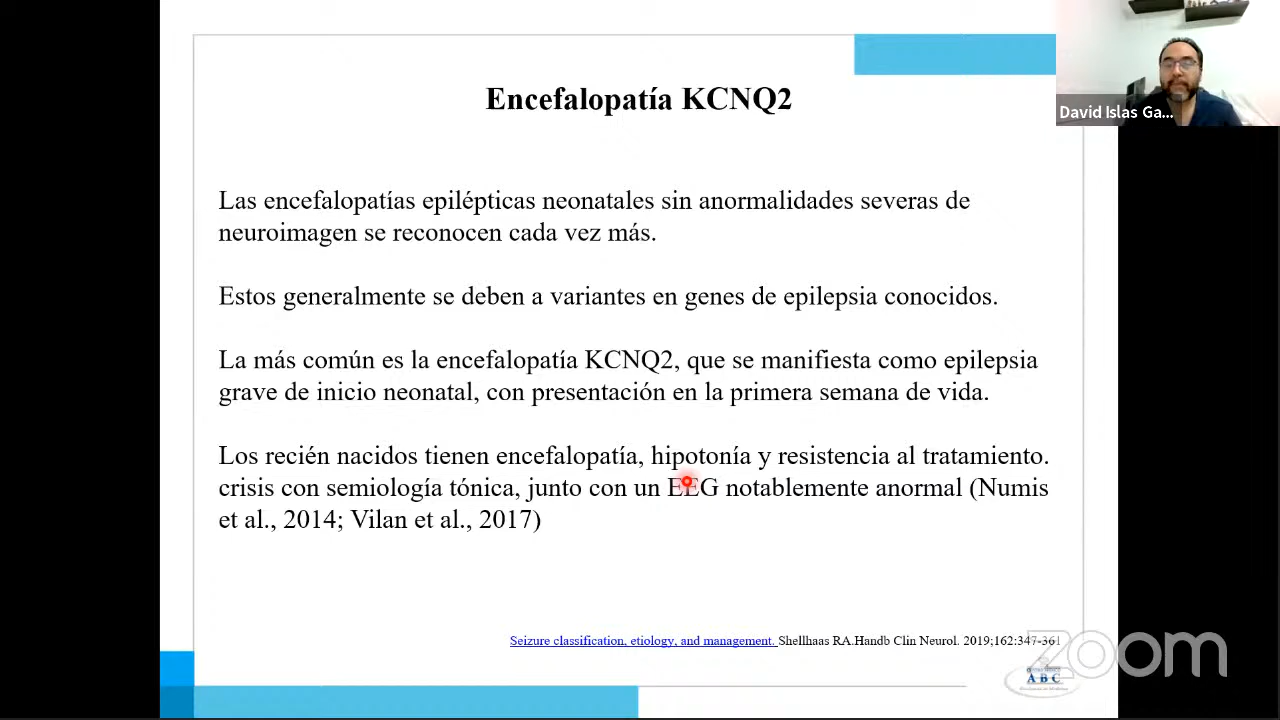 Encefalopatía KCNQ2
David Islas Ga...
Las encefalopatías epilépticas neonatales sin anormalidades severas de
neuroimagen se reconocen cada vez más.
Estos generalmente se deben a variantes en genes de epilepsia conocidos.
La más común es la encefalopatía KCNQ2, que se manifiesta como epilepsia
grave de inicio neonatal, con presentación en la primera semana de vida.
Los recién nacidos tienen encefalopatía, hipotonía y resistencia al tratamiento.
crisis con semiología tónica, junto con un EEG notablemente anormal (Numis
et al., 2014; Vilan et al., 2017)
Seizure classification, etiology, and management. Shellhaas RA.Handb Clin Neurol. 2019;162:347-361
zoom
ABC